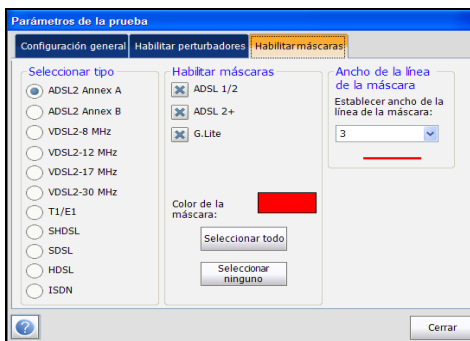 Parámetros de la prueba
Configuración general
Habilitar perturbadores
Habilitar máscaras
Seleccionar tipo
ADSL2 Annex A
ADSL2 Annex B
VDSL2-8 MHz
VDSL2-12 MHz
VDSL2-17 MHz
VDSL2-30 MHz
T1/E1
SHDSL
SDSL
HDSL
ISDN
Habilitar máscaras
ADSL 1/2
ADSL 2+
G.Lite
Color de la
máscara:
Seleccionar todo
Seleccionar
ninguno
Ancho de la línea
de la máscara
Establecer ancho de la
línea de la máscara:
3
?
Cerrar